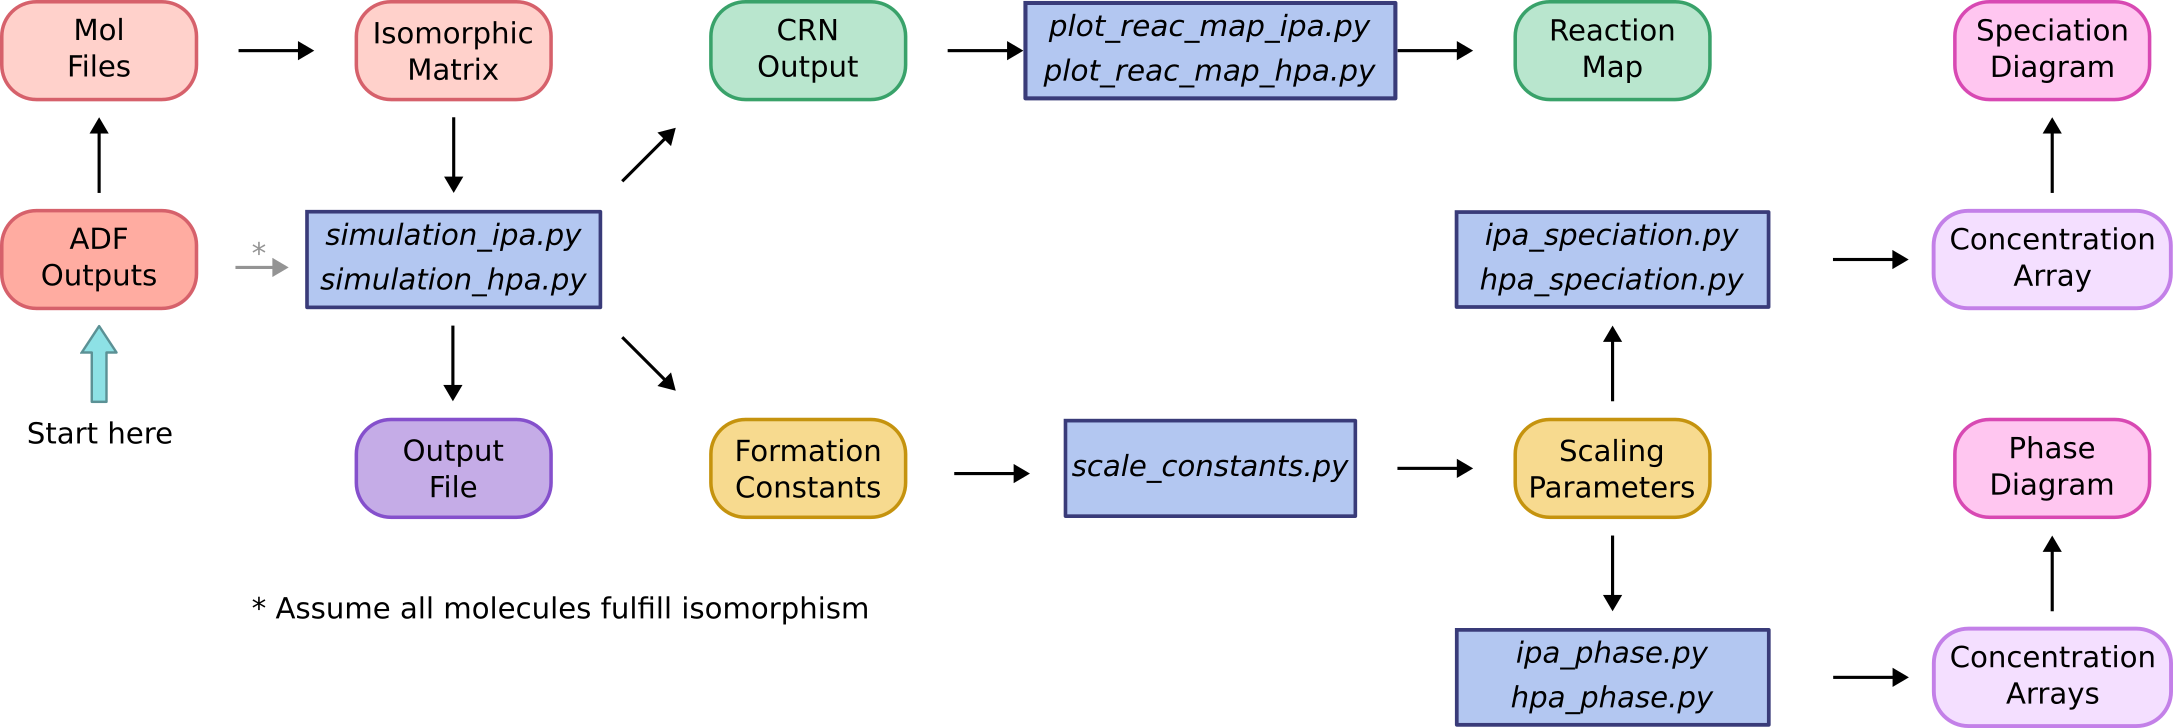 Mol
Files
Isomorphic
Matrix
CRN
Output
plot_reac_map_ipa.py
plot_reac_map_hpa.py
Reaction
Map
Speciation
Diagram
ADF
Outputs
*
simulation_ipa.py
simulation_hpa.py
ipa_speciation.py
hpa_speciation.py
Concentration
Array
Start here
Output
File
Formation
Constants
scale_constants.py
Scaling
Parameters
Phase
Diagram
* Assume all molecules fulfill isomorphism
ipa_phase.py
hpa_phase.py
Concentration
Arrays